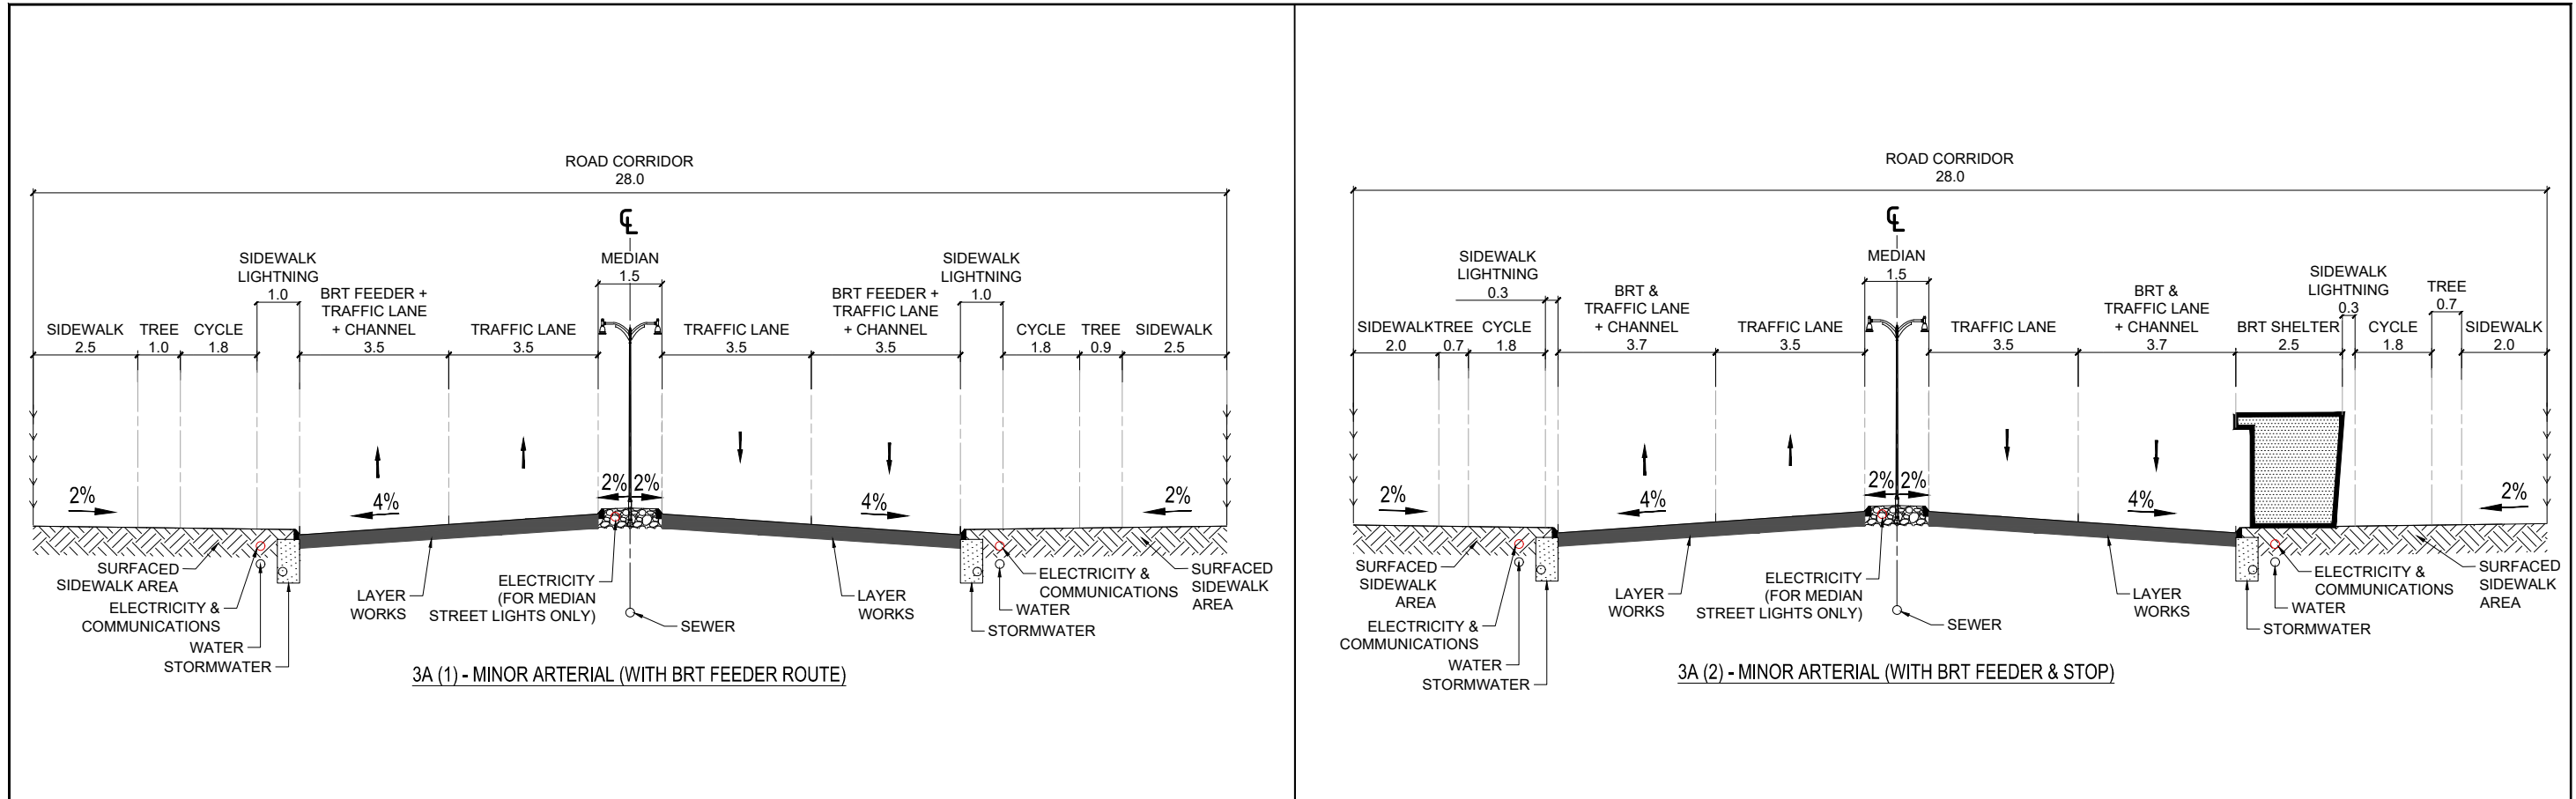 ROAD CORRIDOR
28.0
℄
MEDIAN
1.5
SIDEWALK
LIGHTNING
1.0
BRT FEEDER +
TRAFFIC LANE
+ CHANNEL
3.5
SIDEWALK
2.5
TREE
1.0
CYCLE
1.8
TRAFFIC LANE
3.5
TRAFFIC LANE
3.5
BRT FEEDER +
TRAFFIC LANE
+ CHANNEL
3.5
SIDEWALK
LIGHTNING
1.0
CYCLE
1.8
TREE
0.9
SIDEWALK
2.5
2%
4%
2%
2%
4%
2%
SURFACED
SIDEWALK AREA
ELECTRICITY &
COMMUNICATIONS
WATER
STORMWATER
LAYER
WORKS
ELECTRICITY
(FOR MEDIAN
STREET LIGHTS ONLY)
SEWER
LAYER
WORKS
ELECTRICITY &
COMMUNICATIONS
WATER
STORMWATER
SURFACED
SIDEWALK
AREA
3A (1) - MINOR ARTERIAL (WITH BRT FEEDER ROUTE)
ROAD CORRIDOR
28.0
℄
MEDIAN
1.5
SIDEWALK
LIGHTNING
0.3
SIDEWALK
2.0
TREE
0.7
CYCLE
1.8
BRT &
TRAFFIC LANE
+ CHANNEL
3.7
TRAFFIC LANE
3.5
TRAFFIC LANE
3.5
BRT &
TRAFFIC LANE
+ CHANNEL
3.7
BRT SHELTER
2.5
SIDEWALK
LIGHTNING
0.3
CYCLE
1.8
TREE
0.7
SIDEWALK
2.0
2%
4%
2%
2%
4%
2%
SURFACED
SIDEWALK
AREA
ELECTRICITY &
COMMUNICATIONS
WATER
STORMWATER
LAYER
WORKS
ELECTRICITY
(FOR MEDIAN
STREET LIGHTS ONLY)
SEWER
LAYER
WORKS
ELECTRICITY &
COMMUNICATIONS
WATER
STORMWATER
SURFACED
SIDEWALK
AREA
3A (2) - MINOR ARTERIAL (WITH BRT FEEDER & STOP)